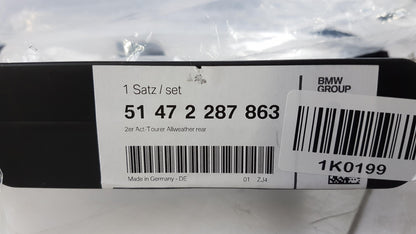 1 Satz / set
BMW
GROUP
51 47 2 287 863
2er Act-Tourer Allweather rear
1K0199
Made in Germany - DE 01 ZJ4